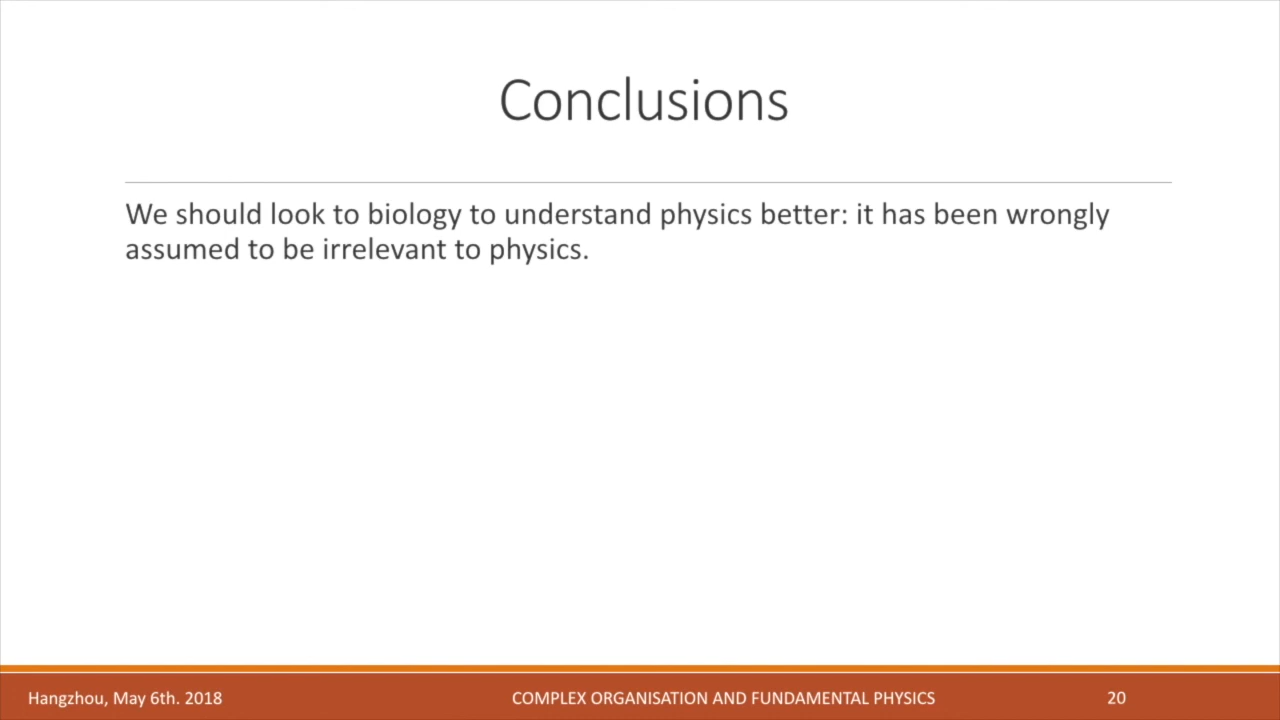 Conclusions
We should look to biology to understand physics better: it has been wrongly
assumed to be irrelevant to physics.
Hangzhou, May 6th. 2018
COMPLEX ORGANISATION AND FUNDAMENTAL PHYSICS
20